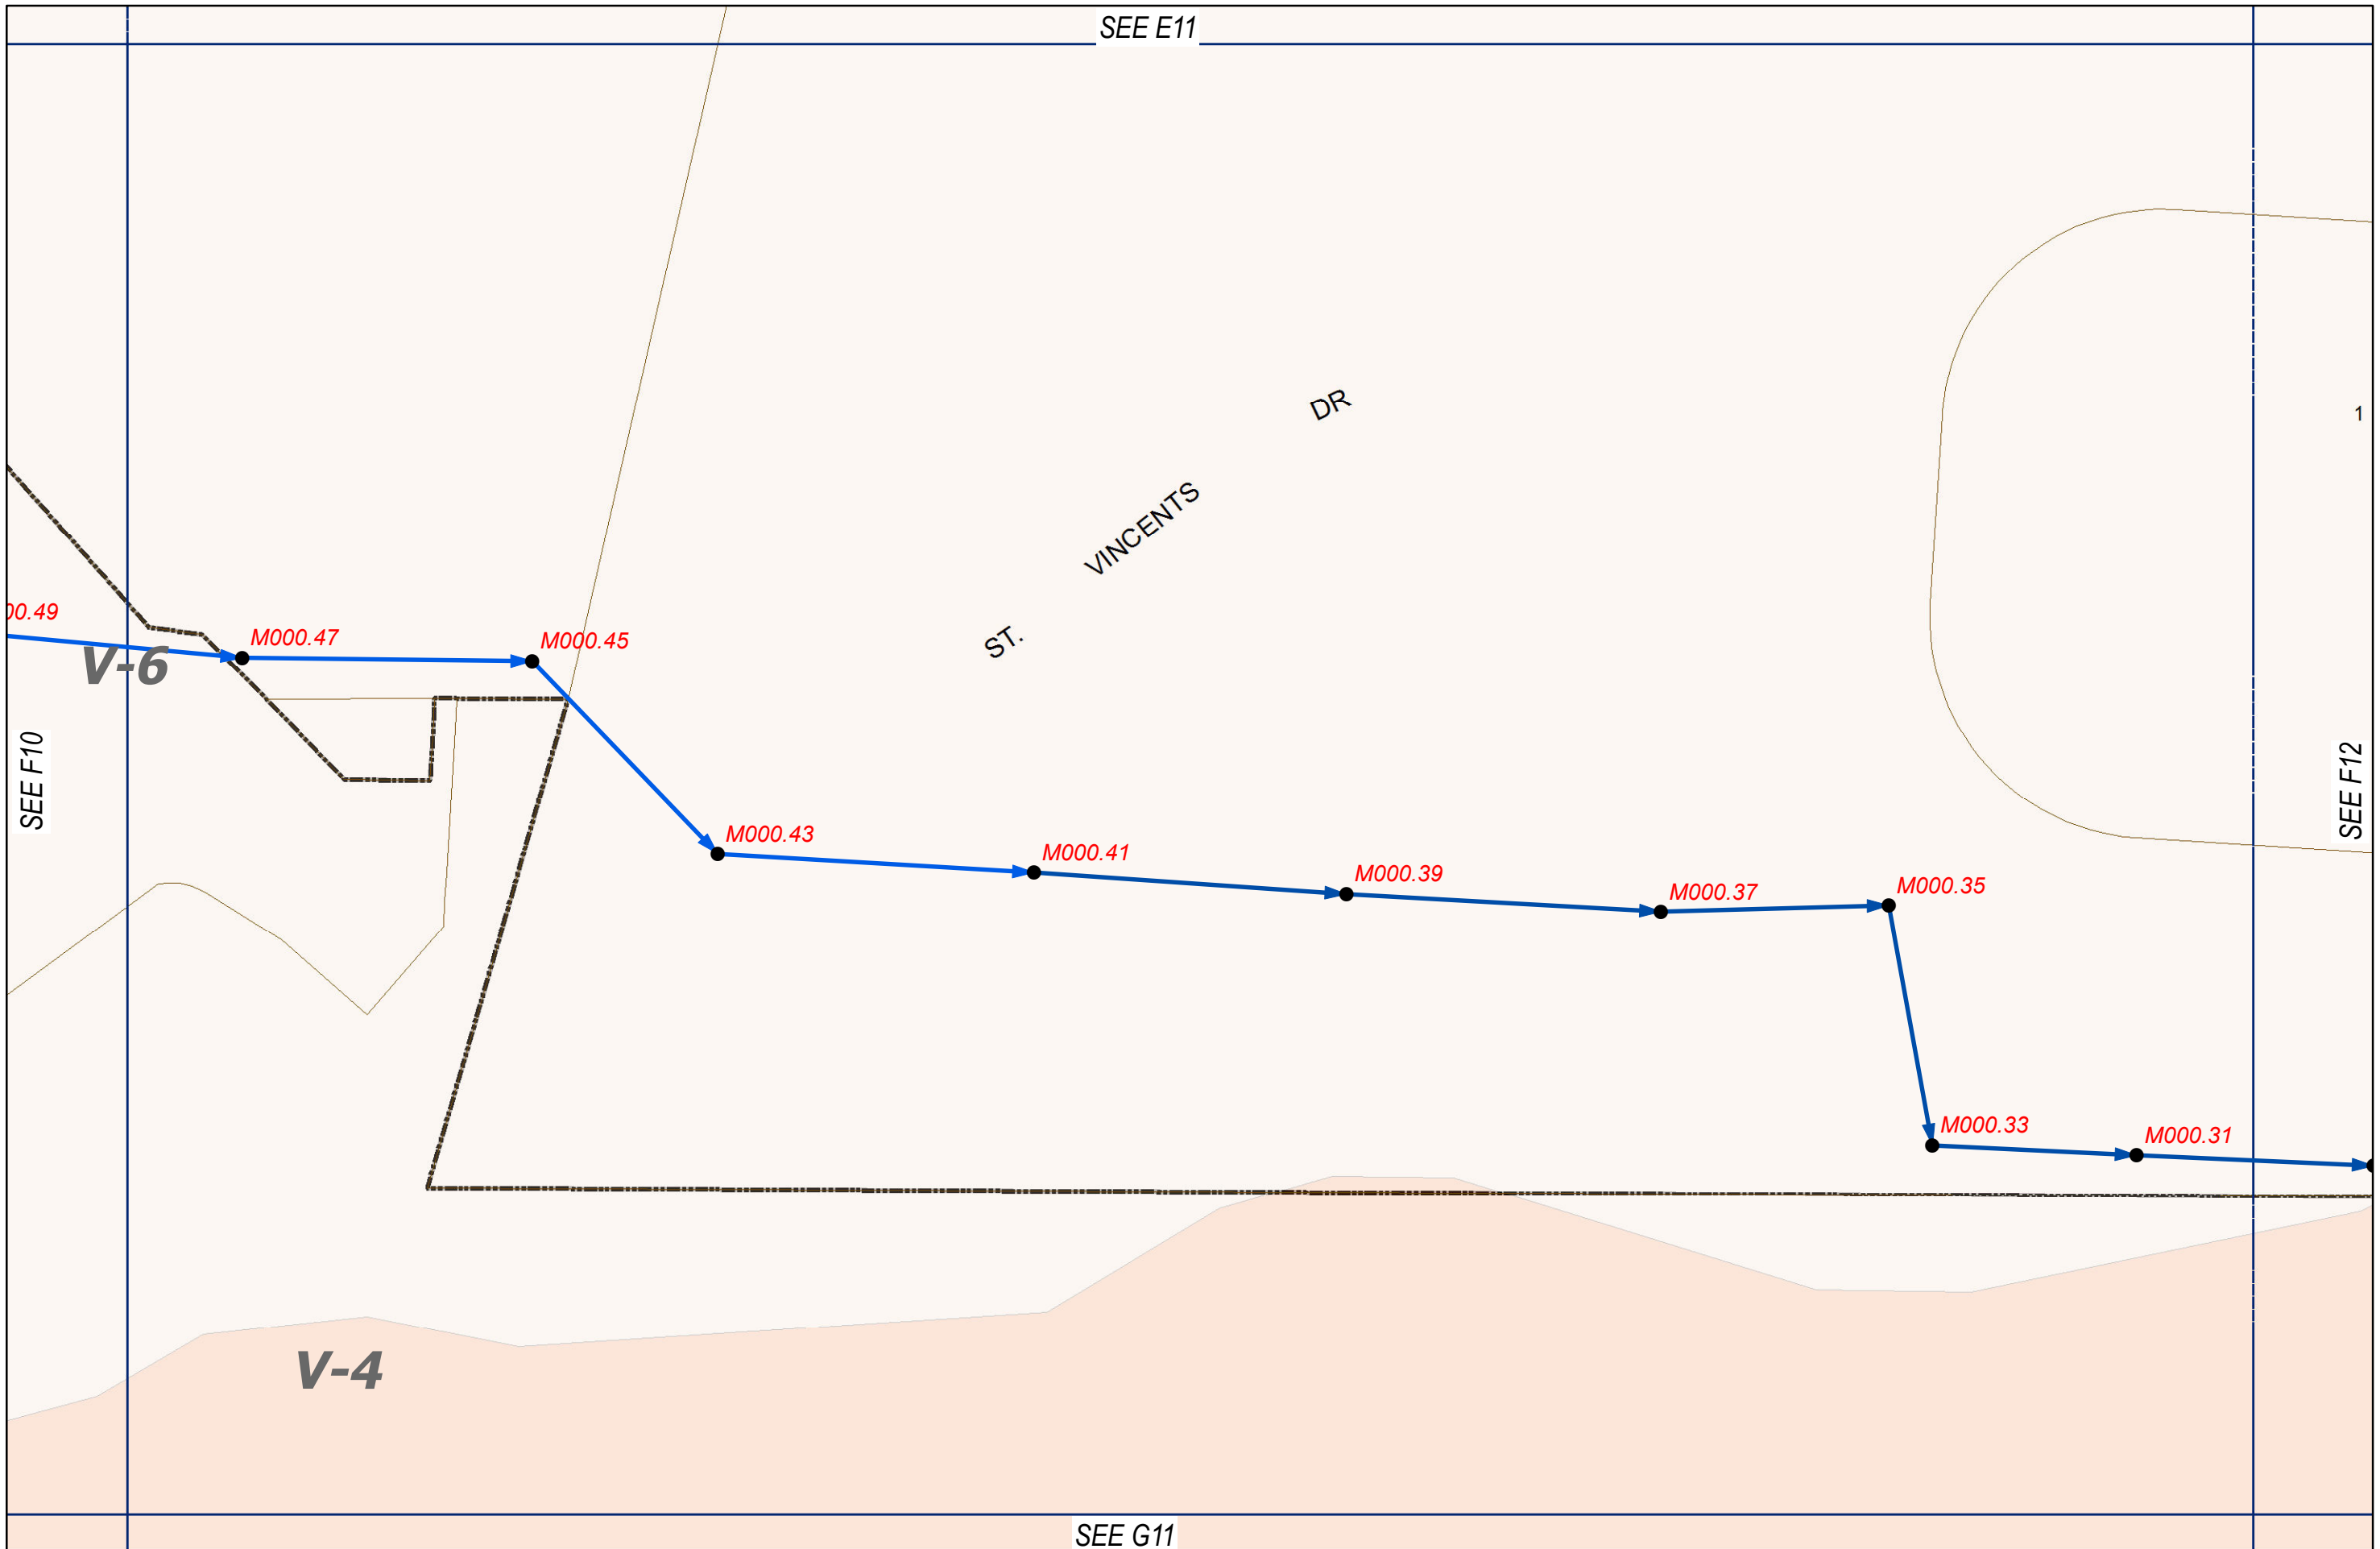 SEE E11
DR
1
VINCENTS
ST.
00.49
M000.47
M000.45
V-6
SEE F10
SEE F12
M000.43
M000.41
M000.39
M000.37
M000.35
M000.33
M000.31
V-4
SEE G11